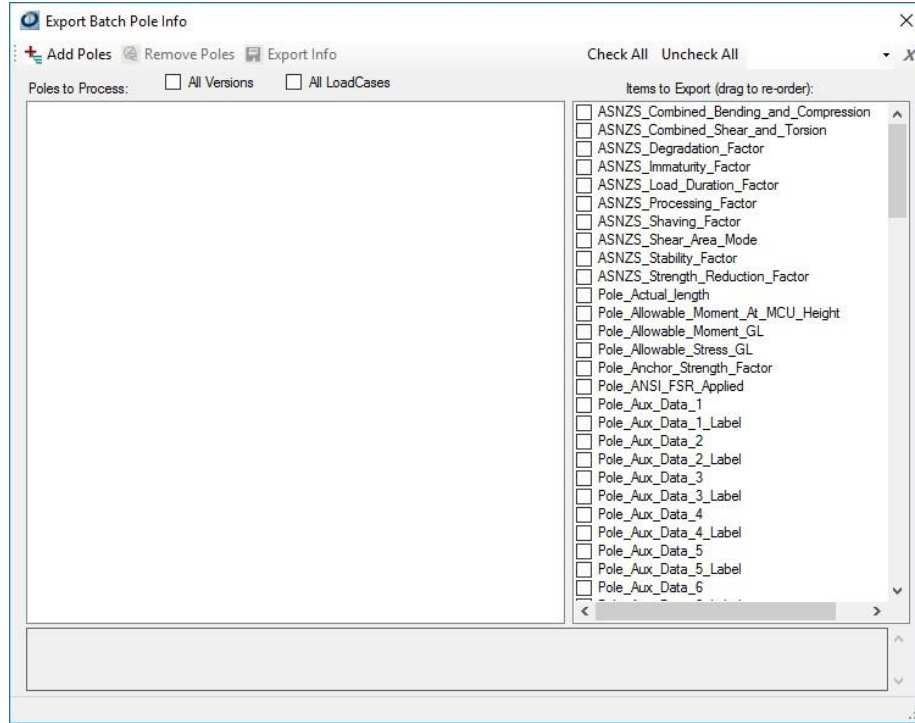 Export Batch Pole Info
Add Poles Remove Poles Export Info Check All Uncheck All X
Poles to Process: All Versions All LoadCases Items to Export (drag to re-order):
ASNZS_Combined_Bending_and_Compression
ASNZS_Combined_Shear_and_Torsion
ASNZS_Degradation_Factor
ASNZS_Immaturity_Factor
ASNZS_Load_Duration_Factor
ASNZS_Processing_Factor
ASNZS_Shaving_Factor
ASNZS_Shear_Area_Mode
ASNZS_Stability_Factor
ASNZS_Strength_Reduction_Factor
Pole_Actual_length
Pole_Allowable_Moment_At_MCU_Height
Pole_Allowable_Moment_GL
Pole_Allowable_Stress_GL
Pole_Anchor_Strength_Factor
Pole_ANSI_FSR_Applied
Pole_Aux_Data_1
Pole_Aux_Data_1_Label
Pole_Aux_Data_2
Pole_Aux_Data_2_Label
Pole_Aux_Data_3
Pole_Aux_Data_3_Label
Pole_Aux_Data_4
Pole_Aux_Data_4_Label
Pole_Aux_Data_5
Pole_Aux_Data_5_Label
Pole_Aux_Data_6